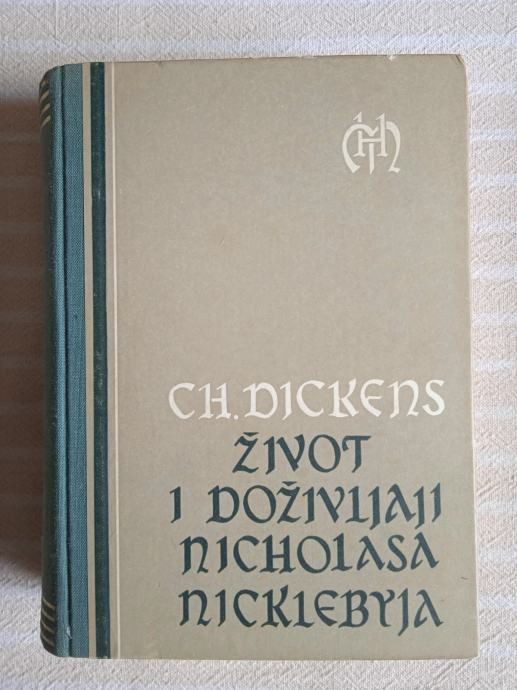 CH. DICKENS
ŽIVOT
I DOŽIVLJAJI
NICHOLASA
NICKLEBYJA